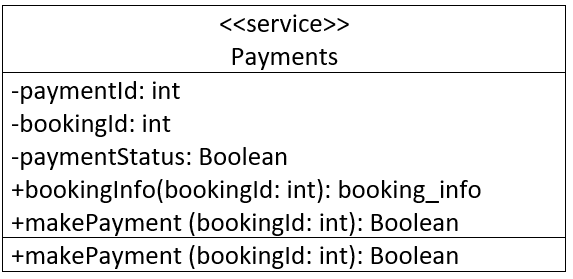 <<service>>
Payments
-paymentId: int
-bookingId: int
-paymentStatus: Boolean
+bookingInfo(bookingId: int): booking_info
+makePayment (bookingId: int): Boolean
+makePayment (bookingId: int): Boolean